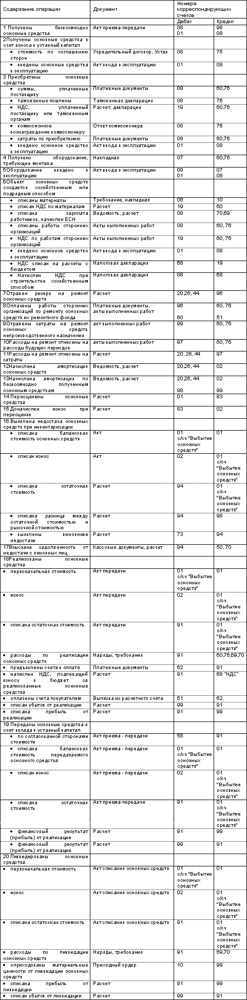 Содержание операции Документ Номера
корреспондирующих
счетов
Дебет Кредит
1 Получены безвозмездно Акт приема-передачи 08 98
основные средства 01 08
2Получены основные средства в
счет взноса в уставный капитал
• стоимость по соглашению Учредительный договор, Устав 08 75
сторон
• введены основные средства Акт ввода в эксплуатацию 01 08
в эксплуатацию
3 Приобретены основные
средства
• суммы, уплаченные Платежные документы 08 60,76
поставщику
• таможенные пошлины Таможенная декларация 08 76
• НДС, уплаченный Расчет, декларация 19 60,76
поставщику или таможенным
органам
• комиссионное Отчет комиссионера 08 76
вознаграждение комиссионеру
• затраты по приобретению Платежные документы 08 60,76
• введено основное средство Акт ввода в эксплуатацию 01 08
в эксплуатацию
4 Получено оборудование, Накладная 07 60,76
требующее монтажа
5Оборудование введено в Акт ввода в эксплуатацию 08 07
эксплуатацию 01 08
6Объект основных средств
создается хозяйственным или
подрядным способом
• списаны материалы Требование, накладная 08 10
• списан НДС по материалам Расчет 19 60
• списана зарплата Ведомость, расчет 08 70,69
работников, начислен ЕСН
• списаны работы сторонних Акты выполненных работ 08 60, 76
организаций
• НДС по работам сторонних Акты выполненных работ 19 60, 76
организаций
• введено основное средство Акт ввода в эксплуатацию 01 08
в эксплуатацию
• НДС списан на расчеты с Налоговая декларация 68 19
бюджетом
• Начислен НДС при Налоговая декларация 08 68
строительстве хозяйственным
способом
7Отражен резерв на ремонт Расчет 20,26, 44 96
основных средств
8Оплачены работы сторонних Платежные документы, 96 60, 76
организаций по ремонту основных акты выполненных работ
средств их ремонтного фонда 60 51
9Отражены затраты на ремонт акт выполненных работ 99 60, 76
основных средств
непроизводственного назначения
10Расходы на ремонт отнесены на акты выполненных работ 97 60, 76
расходы будущих периодов
11Расходы на ремонт отнесены на Расчет 20, 26, 44 97
затраты
12Начислена амортизация Ведомость, расчет 20,26, 44 02
основных средств
13Начислена амортизация по Ведомость, расчет 20,26, 44 02
безвозмездно полученным
основным средствам 98 99
14 Переоценены основные Расчет 01 83
средства
15 Доначислен износ при Расчет 83 02
переоценке
16 Выявлена недостача основных
средств при инвентаризации
• списана балансовая Акт 01 01
стоимость основных средств с/сч "Выбытие
основных
средств"
• списан износ Акт 02 01
с/сч
"Выбытие
основных
средств"
• списана остаточная Расчет 94 01
стоимость с/сч
"Выбытие
основных
средств"
• списана разница между Расчет 94 98
остаточной стоимостью и
рыночной стоимостью
• выявлены виновники Расчет 73 94
недостачи
17Взыскана задолженность от Кассовые документы, расчет 94 50, 70
недостачи с виновных лиц
18Реализованы основные
средства
• первоначальная стоимость Акт передачи 01 01
с/сч "Выбытие
основных
средств"
• износ Акт передачи 02 01
с/сч
"Выбытие
основных
средств"
• списана остаточная стоимость Акт передачи 91 01
с/сч
"Выбытие
основных
средств"
• расходы по реализации Наряды, требования 91 60,76,69,70
основных средств
• предъявлены счета к оплате Платежные документы 62 91
• начислен НДС, подлежащий Расчет 91 68 "НДС"
взносу в бюджет за
реализованные основные
средства
• оплачены счета покупателем Выписка из расчетного счета 51 62
• списан убыток от реализации Расчет 99 91
• списана прибыль от Расчет 91 99
реализации
19 Переданы основные средства в
счет вклада в уставный капитал
• по согласованной сторонами Акт приема - передачи 58 91
стоимости
• списана балансовая Акт приема - передачи 01 01
стоимость передаваемого с/сч "Выбытие
основного средства основных
средств"
• списан износ Акт приема - передачи 02 01
с/сч
"Выбытие
основных
средств"
• списана остаточная Акт приема-передачи 91 01
стоимость с/сч
"Выбытие
основных
средств"
• финансовый результат Расчет 91 99
(прибыль) от реализации
• финансовый результат Расчет 99 91
(прибыль) от реализации
20 Ликвидированы основные
средства:
• первоначальная стоимость Акт списания основных средств 01 01
с/сч "Выбытие
основных
средств"
• износ Акт списания основных средств 02 01
с/сч
"Выбытие
основных
средств"
• списана остаточная стоимость Акт списания основных средств 91 01
с/сч
"Выбытие
основных
средств"
• расходы по ликвидации Наряды, требования 91 69,70
основных средств
• оприходованы материальные Приходный ордер 10 99
ценности от ликвидации основных
средств
• списана прибыль от Расчет 91 99
ликвидации
• списан убыток от ликвидации Расчет 99 91